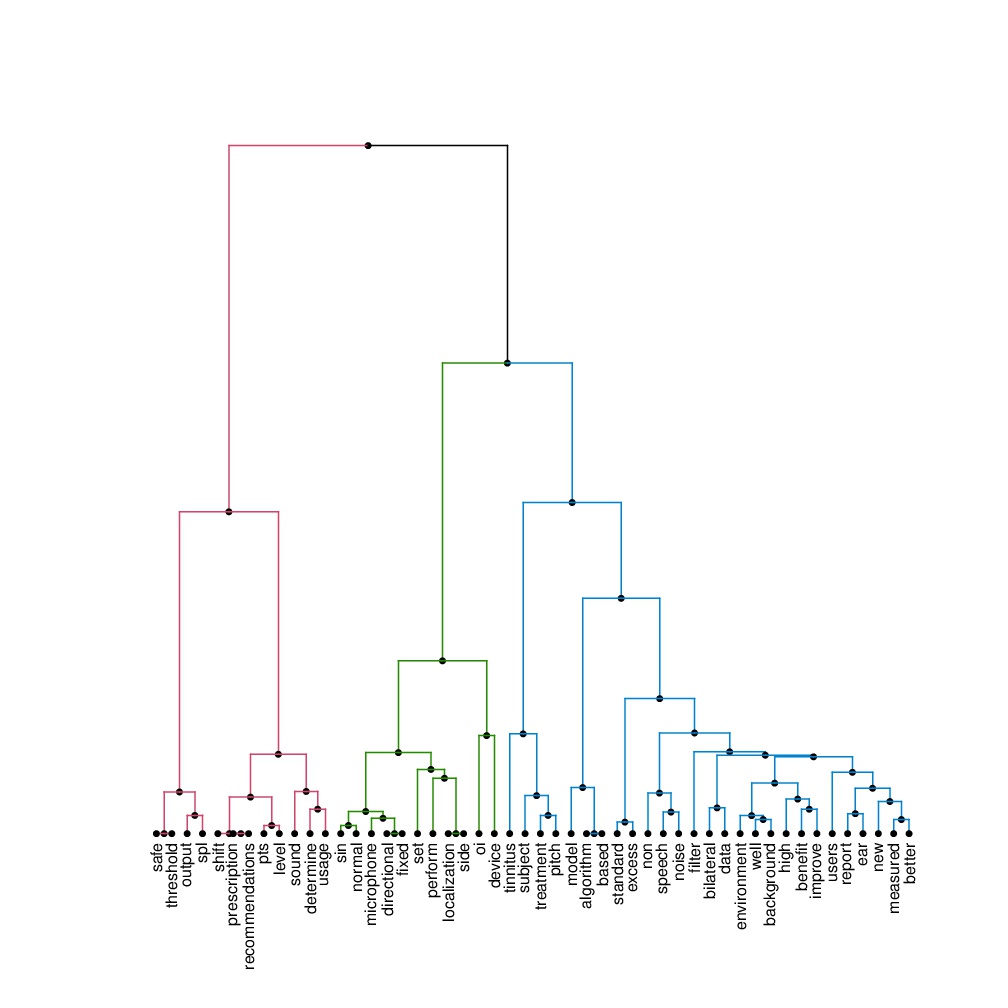 safe
threshold
output
spl
shift
prescription
recommendations
pts
level
sound
determine
usage
sin
normal
microphone
directional
fixed
set
perform
localization
side
oi
device
tinnitus
subject
treatment
pitch
model
algorithm
based
standard
excess
non
speech
noise
filter
bilateral
data
environment
well
background
high
benefit
improve
users
report
ear
new
measured
better